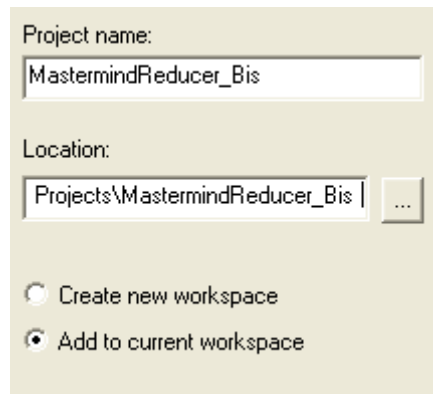 Project name:
MastermindReducer_Bis
Location:
Projects\MastermindReducer_Bis
...
Create new workspace
Add to current workspace